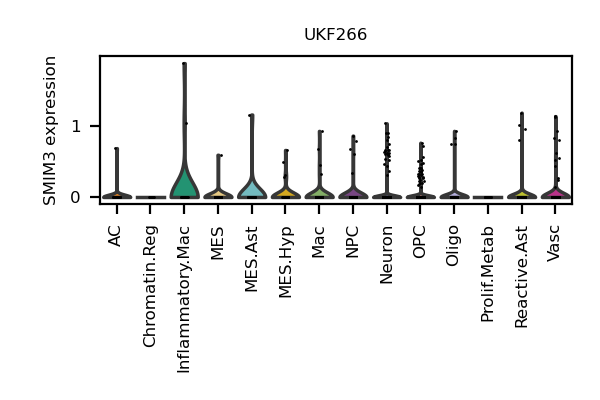 UKF266
SMIM3 expression
1
0
AC
Chromatin.Reg
Inflammatory.Mac
MES
MES.Ast
MES.Hyp
Mac
NPC
Neuron
OPC
Oligo
Prolif.Metab
Reactive.Ast
Vasc